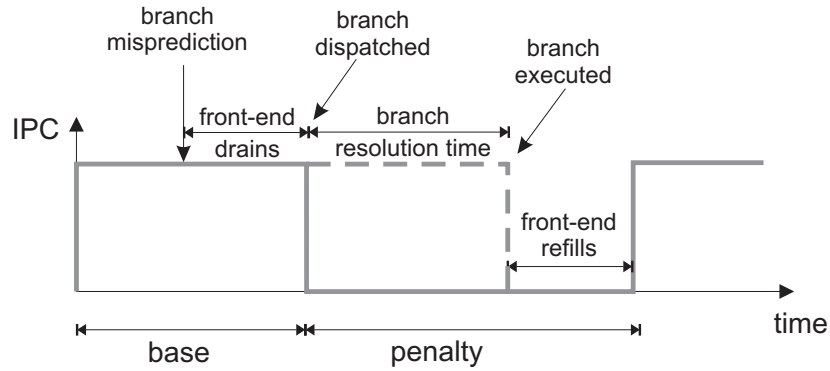 branch
misprediction
branch
dispatched
branch
executed
IPC
front-end
drains
branch
resolution time
front-end
refills
time
base
penalty